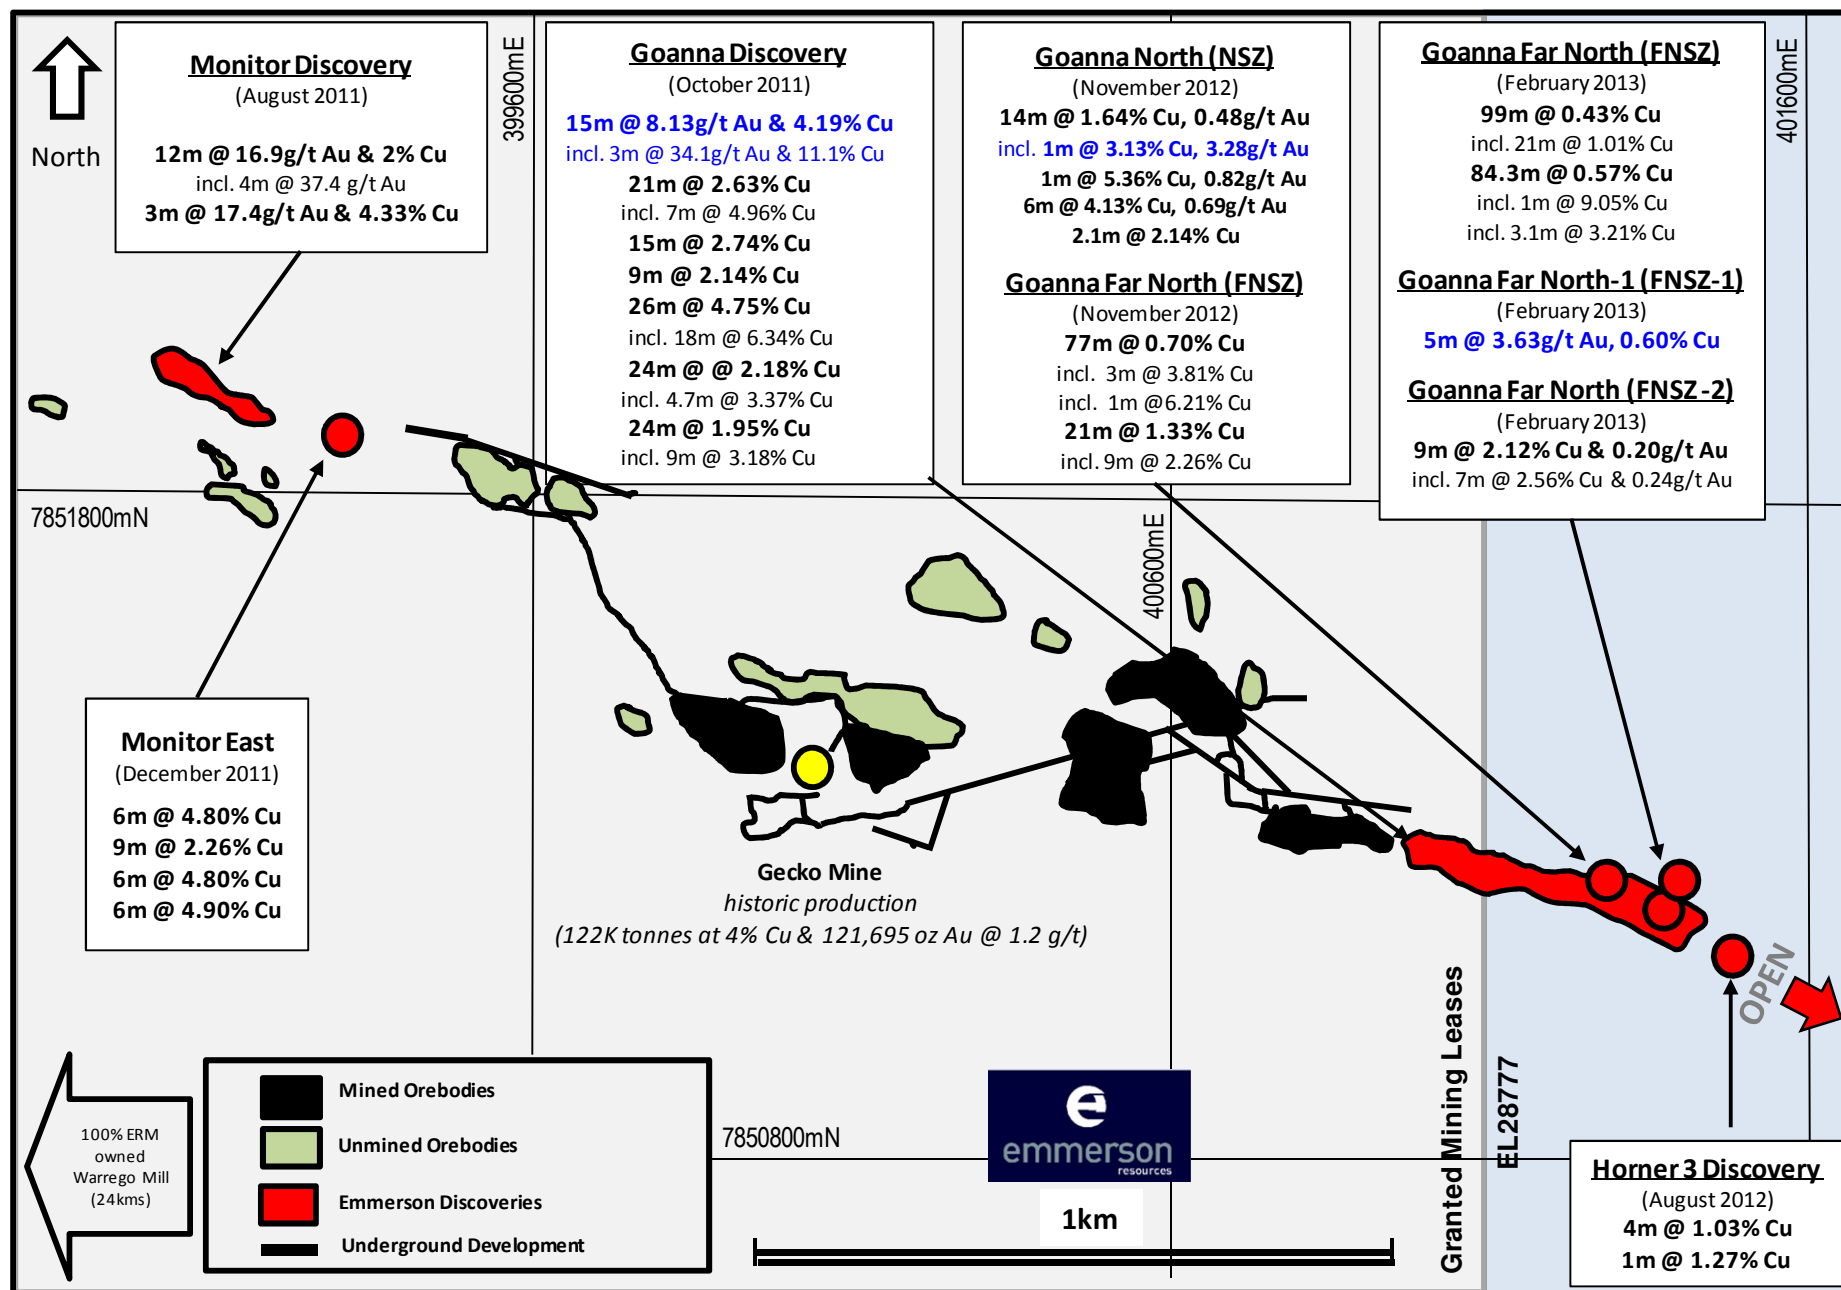 North
Monitor Discovery
(August 2011)
12m @ 16.9g/t Au & 2% Cu
incl. 4m @ 37.4 g/t Au
3m @ 17.4g/t Au & 4.33% Cu
399600mE
Goanna Discovery
(October 2011)
15m @ 8.13g/t Au & 4.19% Cu
incl. 3m @ 34.1g/t Au & 11.1% Cu
21m @ 2.63% Cu
incl. 7m @ 4.96% Cu
15m @ 2.74% Cu
9m @ 2.14% Cu
26m @ 4.75% Cu
incl. 18m @ 6.34% Cu
24m @ @ 2.18% Cu
incl. 4.7m @ 3.37% Cu
24m @ 1.95% Cu
incl. 9m @ 3.18% Cu
Goanna North (NSZ)
(November 2012)
14m @ 1.64% Cu, 0.48g/t Au
incl. 1m @ 3.13% Cu, 3.28g/t Au
1m @ 5.36% Cu, 0.82g/t Au
6m @ 4.13% Cu, 0.69g/t Au
2.1m @ 2.14% Cu
Goanna Far North (FNSZ)
(November 2012)
77m @ 0.70% Cu
incl. 3m @ 3.81% Cu
incl. 1m @6.21% Cu
21m @ 1.33% Cu
incl. 9m @ 2.26% Cu
Goanna Far North (FNSZ)
(February 2013)
99m @ 0.43% Cu
incl. 21m @ 1.01% Cu
84.3m @ 0.57% Cu
incl. 1m @ 9.05% Cu
incl. 3.1m @ 3.21% Cu
Goanna Far North-1 (FNSZ-1)
(February 2013)
5m @ 3.63g/t Au, 0.60% Cu
Goanna Far North (FNSZ -2)
(February 2013)
9m @ 2.12% Cu & 0.20g/t Au
incl. 7m @ 2.56% Cu & 0.24g/t Au
401600mE
7851800mN
400600mE
Monitor East
(December 2011)
6m @ 4.80% Cu
9m @ 2.26% Cu
6m @ 4.80% Cu
6m @ 4.90% Cu
Gecko Mine
historic production
(122K tonnes at 4% Cu & 121,695 oz Au @ 1.2 g/t)
OPEN
Granted Mining Leases
EL28777
100% ERM
owned
Warrego Mill
(24kms)
Mined Orebodies
Unmined Orebodies
Emmerson Discoveries
Underground Development
7850800mN
e
emmerson
resources
1km
Horner 3 Discovery
(August 2012)
4m @ 1.03% Cu
1m @ 1.27% Cu